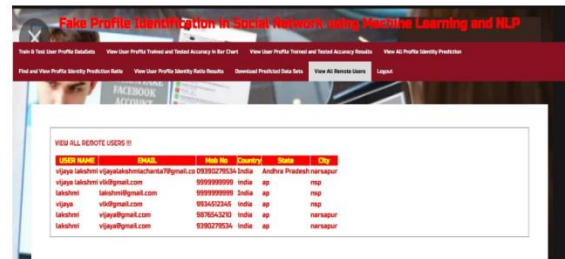 Fake Profile Identification in Social Network using Machine Learning and NLP
Train & Test User Profile DataSets View User Profile Trained and Tested Accuracy in Bar Chart View User Profile Trained and Tested Accuracy Results View All Profile Identity Prediction
Find and View Profile Identity Prediction Ratio View User Profile Identity Ratio Results Download Predicted Data Sets View All Remote Users Logout
FACEBOOK
ACCOUNT
VIEW ALL REMOTE USERS !!!
USER NAME EMAIL Mob No Country State City
vijaya lakshmi vijayalakshmiachanta7@gmail.co 09390279534 India Andhra Pradesh narsapur
vijaya lakshmi vlk@gmail.com 9999999999 india ap nsp
lakshmi lakshmi@gmail.com 9999999999 India ap nsp
vijaya vlk@gmail.com 9934512345 india ap nsp
lakshmi vijaya@gmail.com 9876543210 india ap narsapur
lakshmi vijaya@gmail.com 9390279534 india ap narsapur